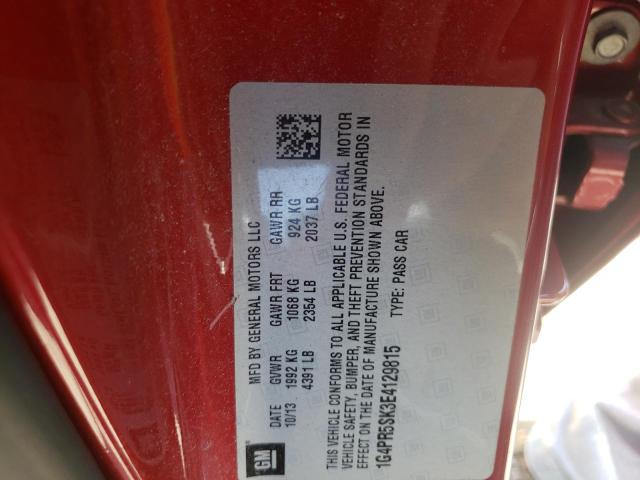 GM
MFD BY GENERAL MOTORS LLC
DATE GVWR GAWR FRT GAWR RR
10/13 1992 KG 1068 KG 924 KG
4391 LB 2354 LB 2037 LB
THIS VEHICLE CONFORMS TO ALL APPLICABLE U.S. FEDERAL MOTOR
VEHICLE SAFETY, BUMPER, AND THEFT PREVENTION STANDARDS IN
EFFECT ON THE DATE OF MANUFACTURE SHOWN ABOVE.
1G4PR5SK3E4129815 TYPE: PASS CAR